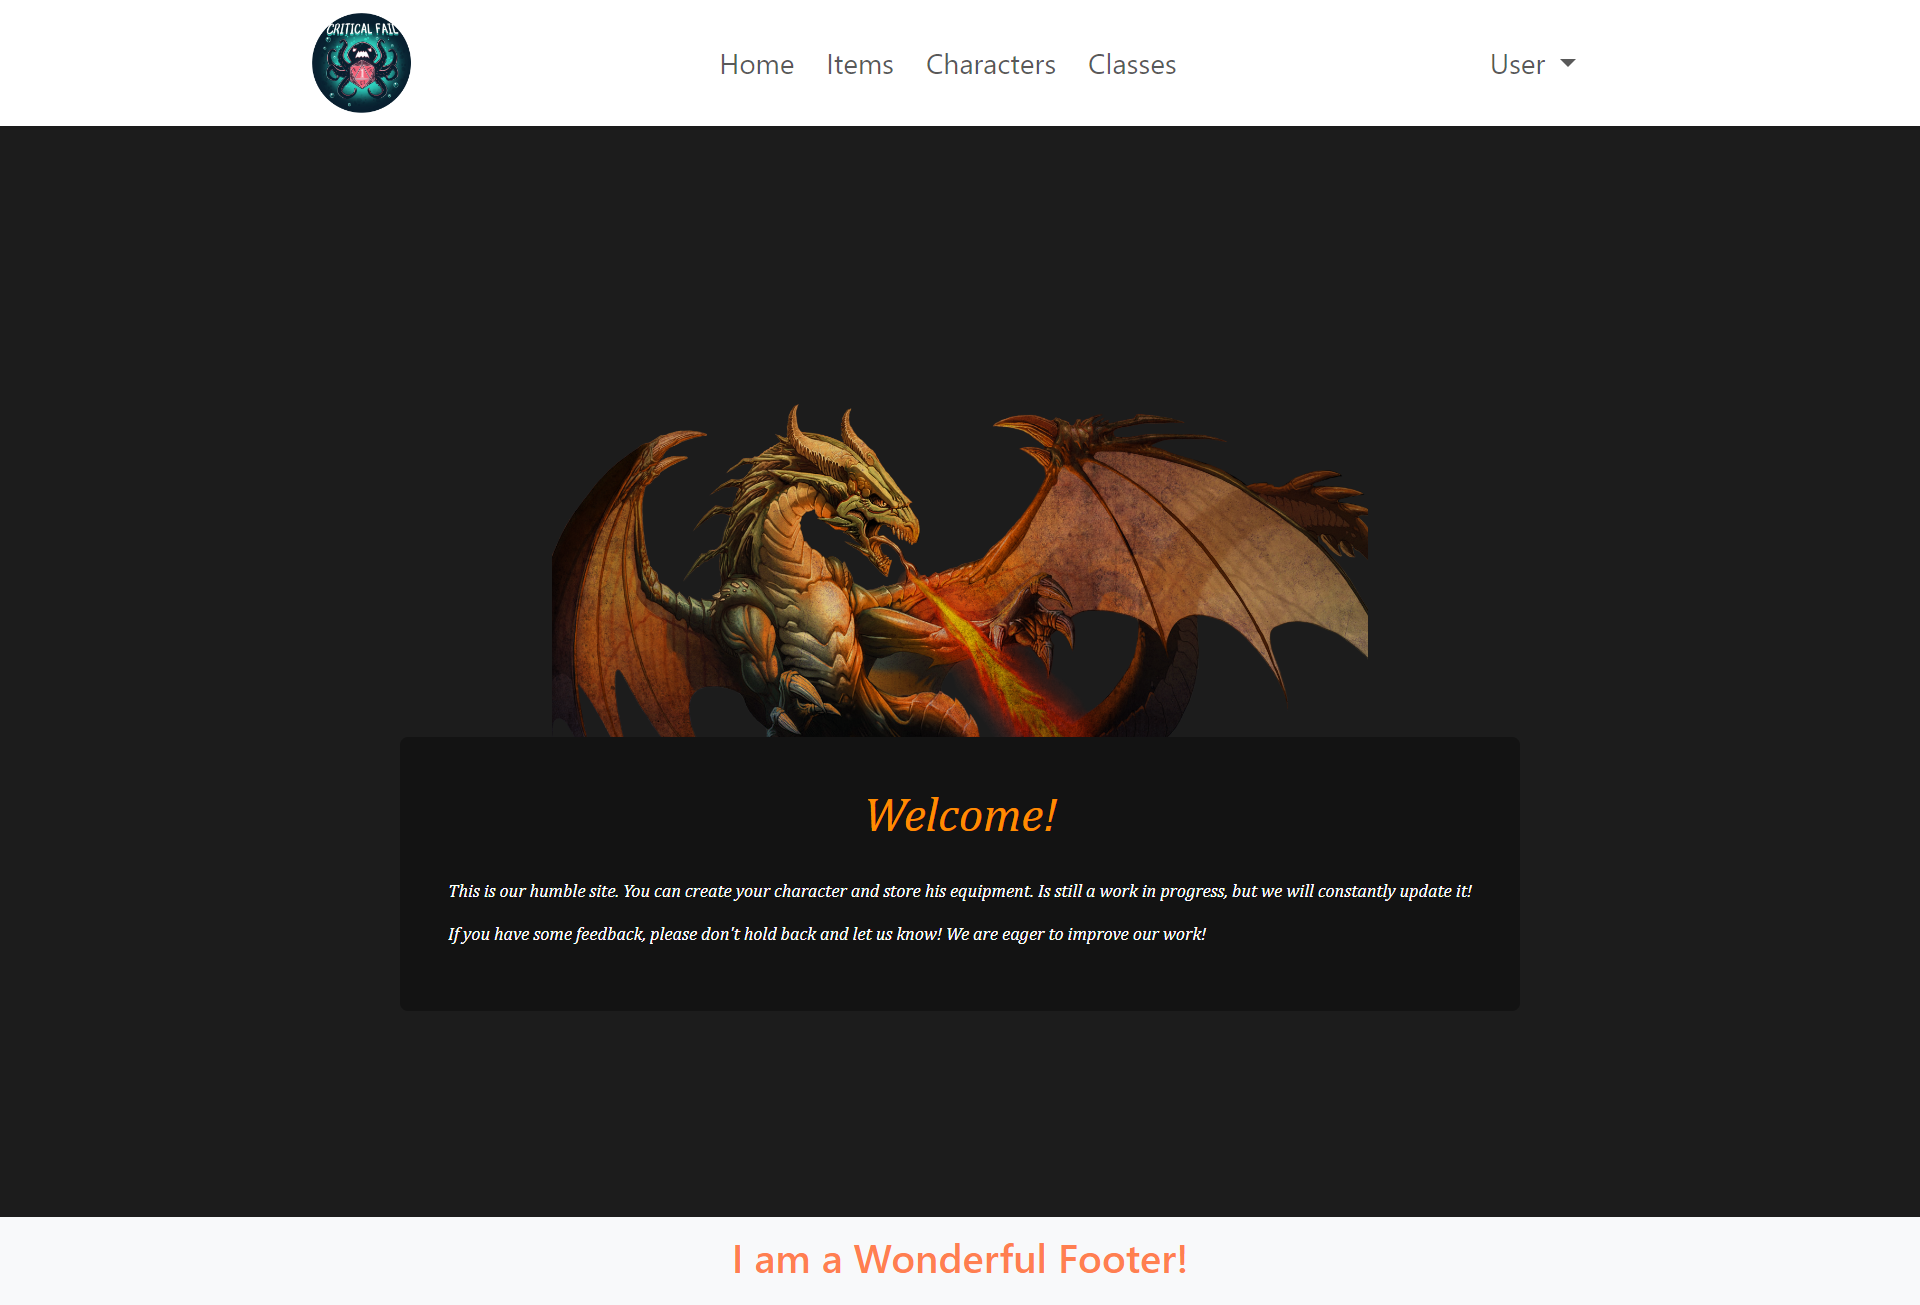 CRITICAL FAIL
1
Home Items Characters Classes User
Welcome!
This is our humble site. You can create your character and store his equipment. Is still a work in progress, but we will constantly update it!
If you have some feedback, please don't hold back and let us know! We are eager to improve our work!
I am a Wonderful Footer!